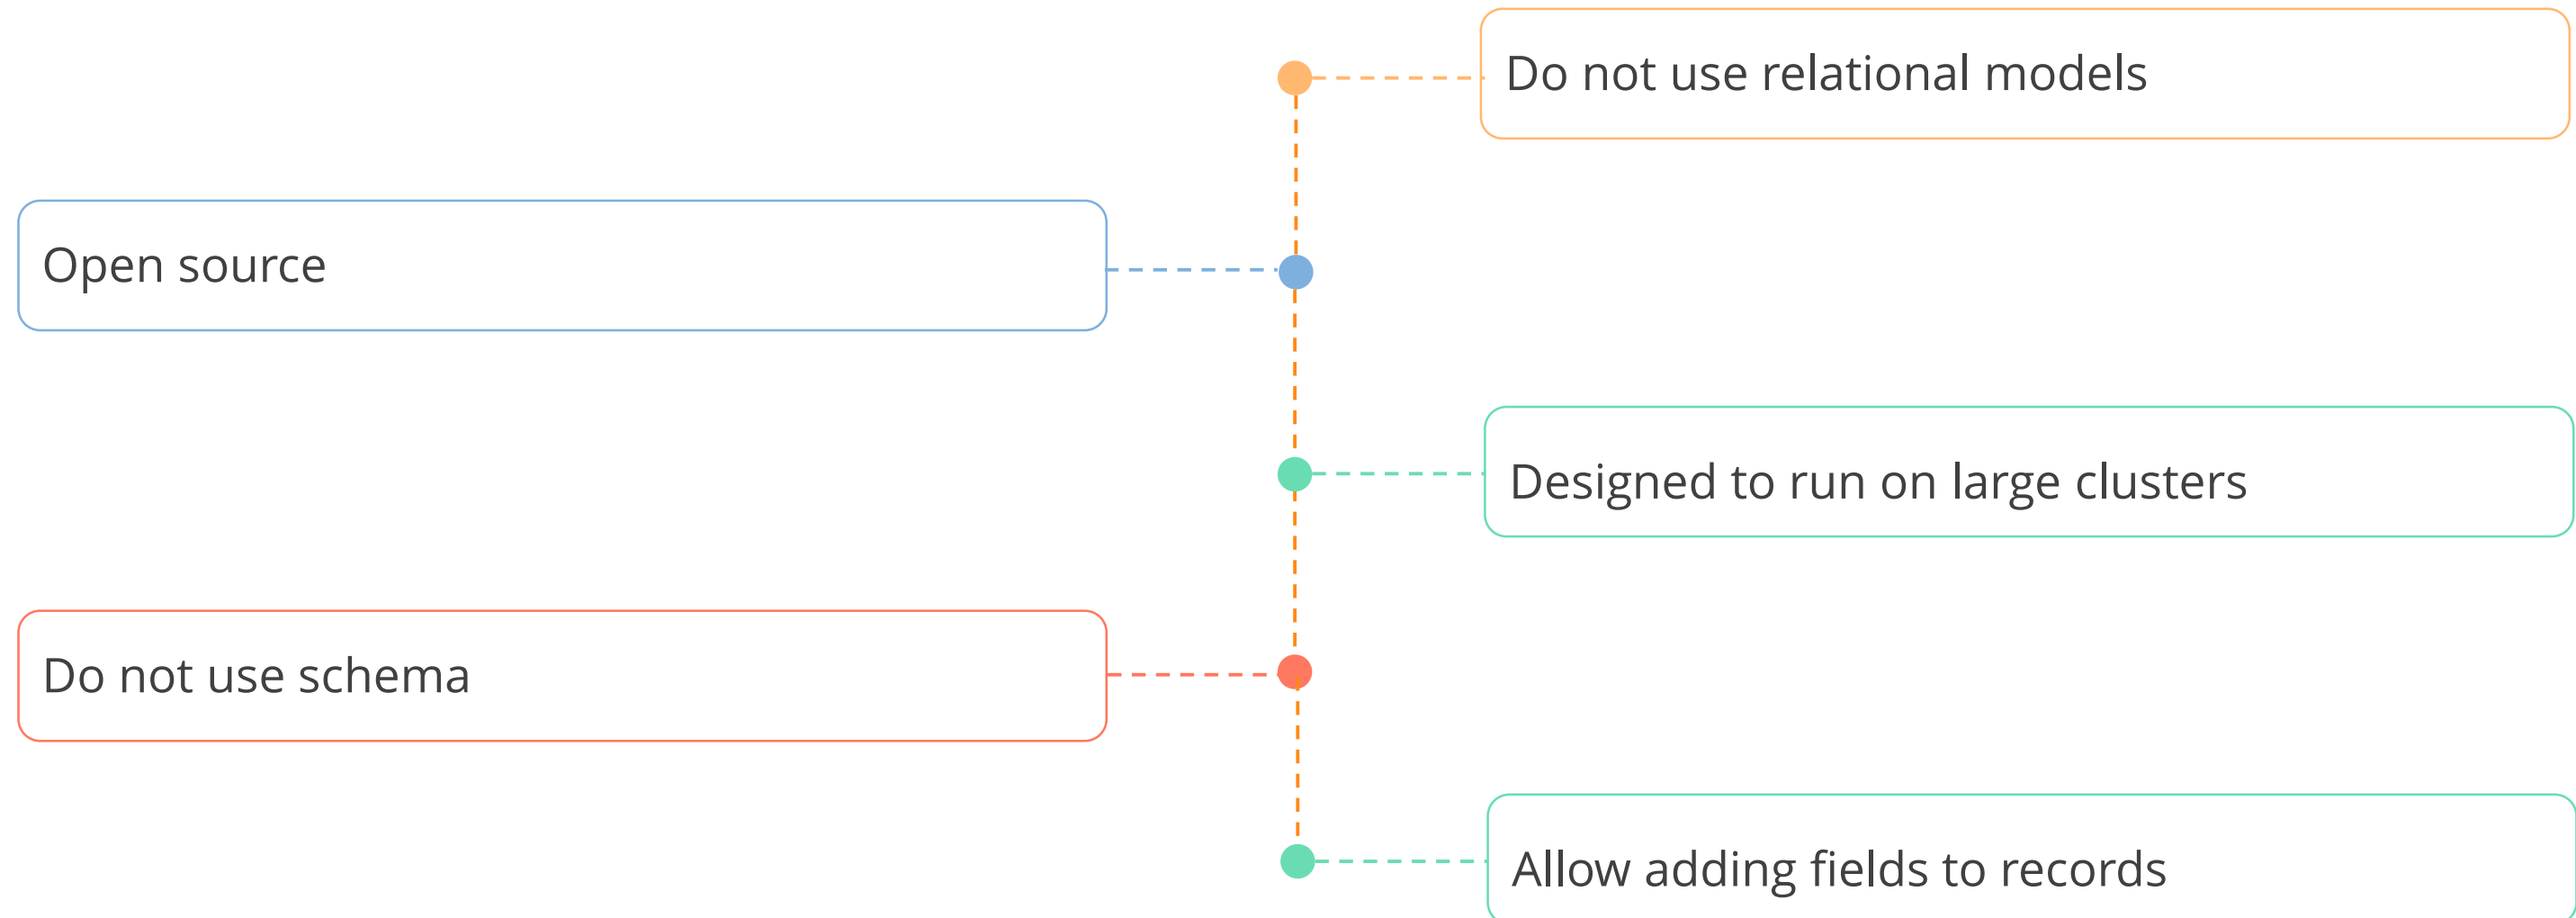 Do not use relational models
Open source
Designed to run on large clusters
Do not use schema
Allow adding fields to records